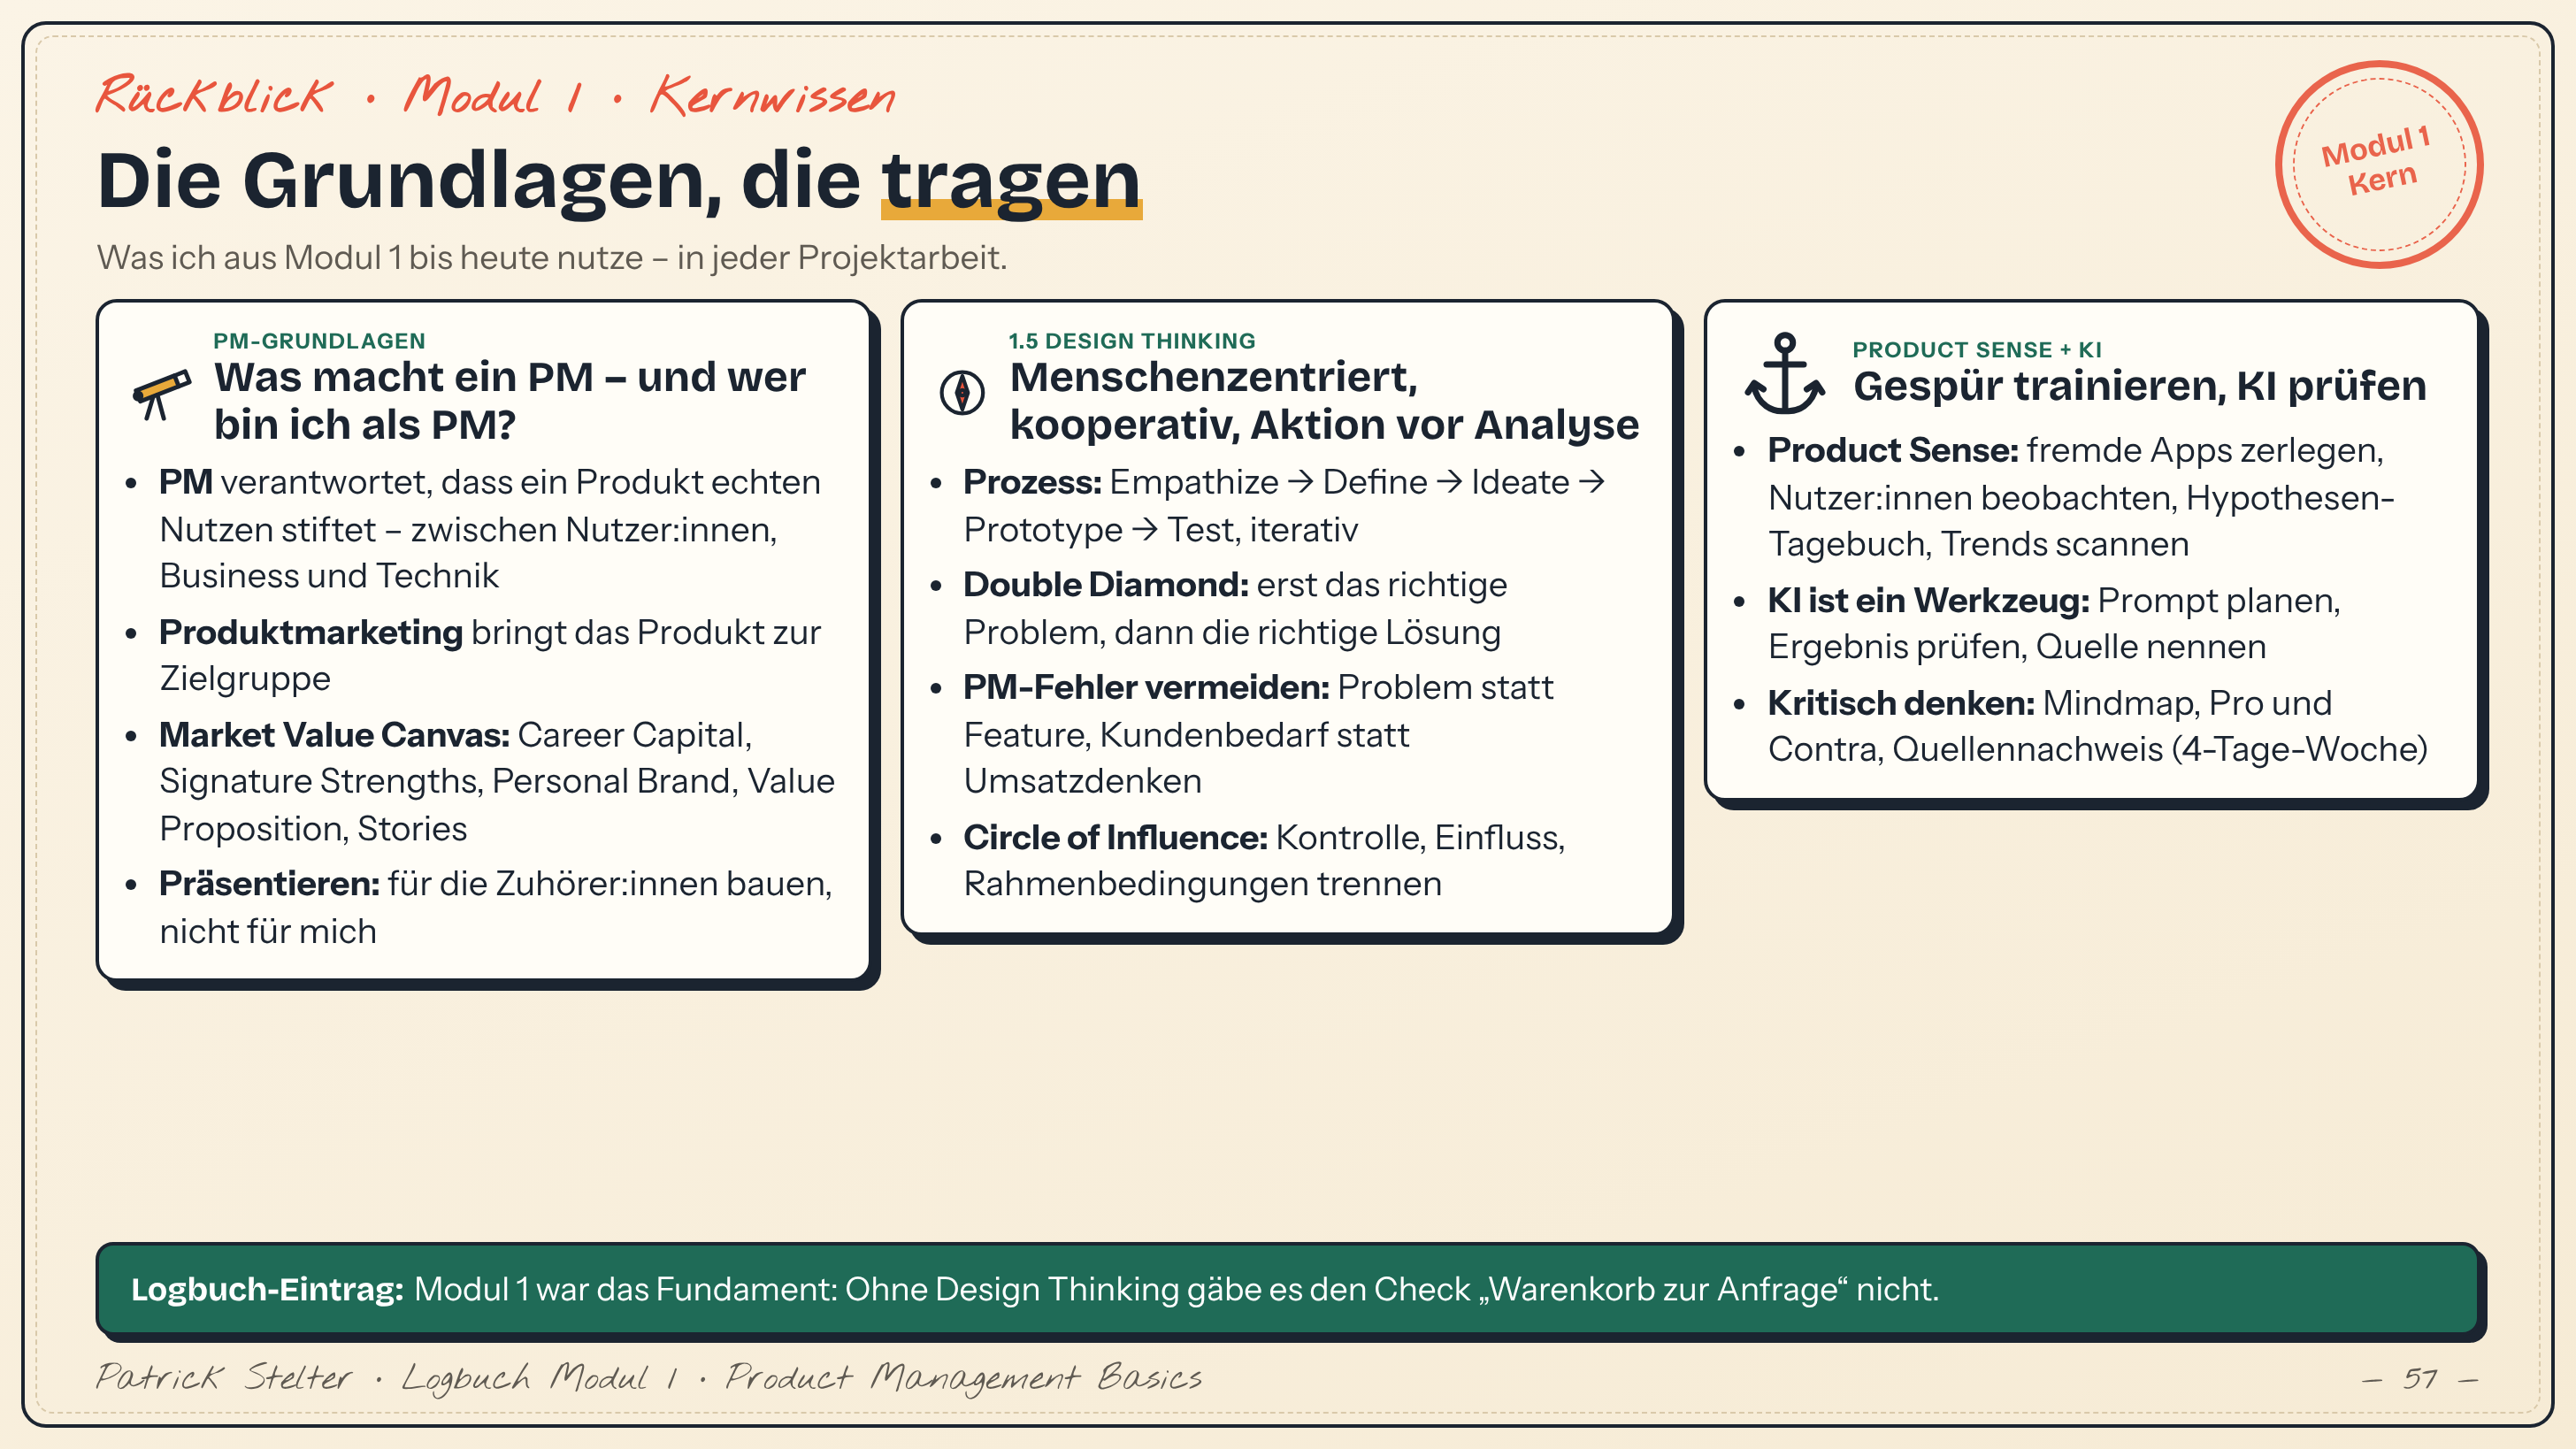 Rückblick · Modul 1 · Kernwissen
Die Grundlagen, die tragen
Was ich aus Modul 1 bis heute nutze – in jeder Projektarbeit.
Modul 1
Kern
PM-GRUNDLAGEN
Was macht ein PM – und wer
bin ich als PM?
• PM verantwortet, dass ein Produkt echten
Nutzen stiftet – zwischen Nutzer:innen,
Business und Technik
• Produktmarketing bringt das Produkt zur
Zielgruppe
• Market Value Canvas: Career Capital,
Signature Strengths, Personal Brand, Value
Proposition, Stories
• Präsentieren: für die Zuhörer:innen bauen,
nicht für mich
1.5 DESIGN THINKING
Menschenzentriert,
kooperativ, Aktion vor Analyse
• Prozess: Empathize → Define → Ideate →
Prototype → Test, iterativ
• Double Diamond: erst das richtige
Problem, dann die richtige Lösung
• PM-Fehler vermeiden: Problem statt
Feature, Kundenbedarf statt
Umsatzdenken
• Circle of Influence: Kontrolle, Einfluss,
Rahmenbedingungen trennen
PRODUCT SENSE + KI
Gespür trainieren, KI prüfen
• Product Sense: fremde Apps zerlegen,
Nutzer:innen beobachten, Hypothesen-
Tagebuch, Trends scannen
• KI ist ein Werkzeug: Prompt planen,
Ergebnis prüfen, Quelle nennen
• Kritisch denken: Mindmap, Pro und
Contra, Quellennachweis (4-Tage-Woche)
Logbuch-Eintrag: Modul 1 war das Fundament: Ohne Design Thinking gäbe es den Check „Warenkorb zur Anfrage“ nicht.
Patrick Stelter · Logbuch Modul 1 · Product Management Basics
— 57 —